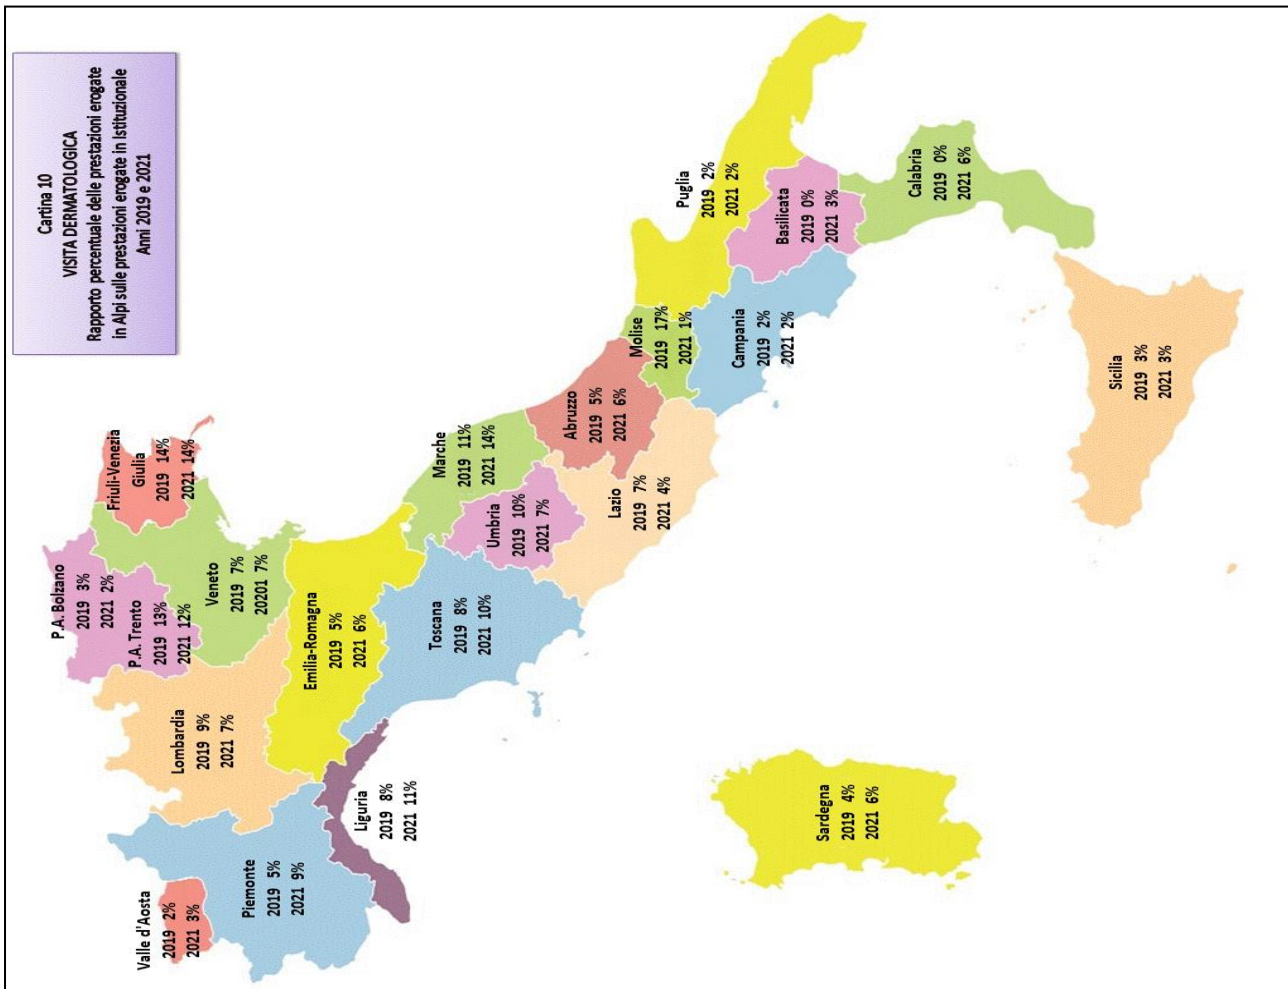 Cartina 10
VISITA DERMATOLOGICA
Rapporto percentuale delle prestazioni erogate
in Alpi sulle prestazioni erogate in Istituzionale
Anni 2019 e 2021
P.A. Bolzano
2019 3%
2021 2%
P.A. Trento
2019 13%
2021 12%
Friuli-Venezia
Giulia
2019 14%
2021 14%
Veneto
2019 7%
20201 7%
Valle d'Aosta
2019 2%
2021 3%
Lombardia
2019 9%
2021 7%
Piemonte
2019 5%
2021 9%
Emilia-Romagna
2019 5%
2021 6%
Liguria
2019 8%
2021 11%
Toscana
2019 8%
2021 10%
Marche
2019 11%
2021 14%
Umbria
2019 10%
2021 7%
Abruzzo
2019 5%
2021 6%
Lazio
2019 7%
2021 4%
Molise
2019 17%
2021 1%
Puglia
2019 2%
2021 2%
Campania
2019 2%
2021 2%
Basilicata
2019 0%
2021 3%
Calabria
2019 0%
2021 6%
Sardegna
2019 4%
2021 6%
Sicilia
2019 3%
2021 3%